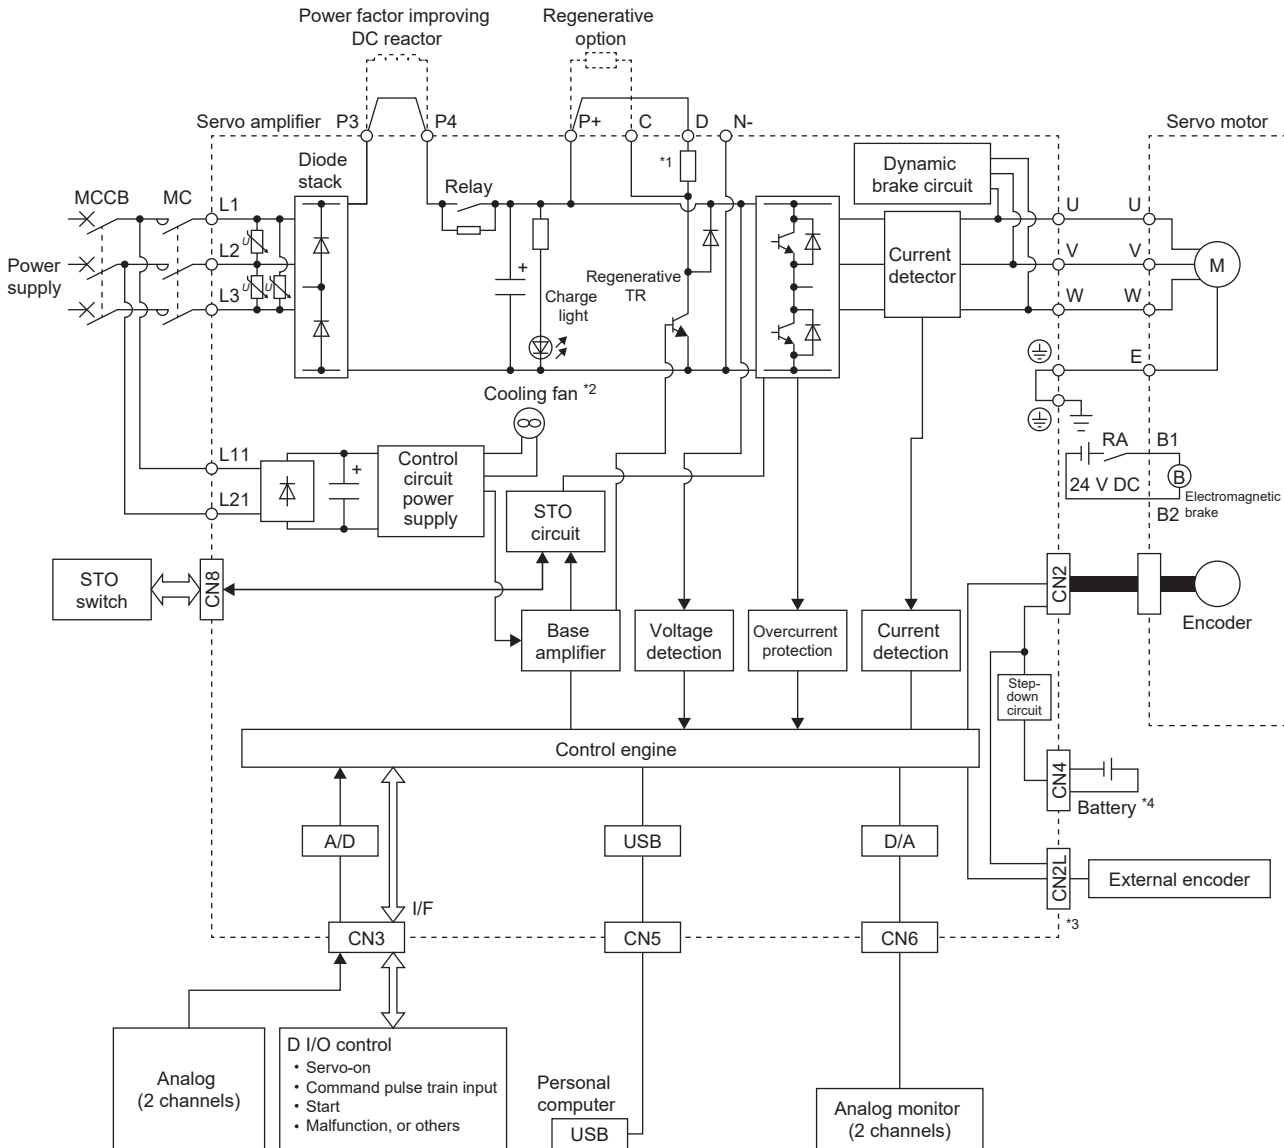 Power factor improving
DC reactor
Regenerative
option
Servo amplifier
P3
P4
P+
C
D
N-
Servo motor
Diode
stack
*1
Dynamic
brake circuit
MCCB
MC
L1
Relay
U
U
L2
U
Current
detector
V
V
M
Power
supply
+
Regenerative
TR
U
U
L3
Charge
light
W
W
E
Cooling fan *2
RA
B1
L11
+
Control
circuit
power
supply
24 V DC
B
Electromagnetic
brake
L21
STO
circuit
B2
STO
switch
CN8
CN2
Encoder
Base
amplifier
Voltage
detection
Overcurrent
protection
Current
detection
Step-
down
circuit
Control engine
CN4
Battery *4
A/D
USB
D/A
CN2L
External encoder
I/F
*3
CN3
CN5
CN6
Analog
(2 channels)
D I/O control
• Servo-on
• Command pulse train input
• Start
• Malfunction, or others
Personal
computer
USB
Analog monitor
(2 channels)